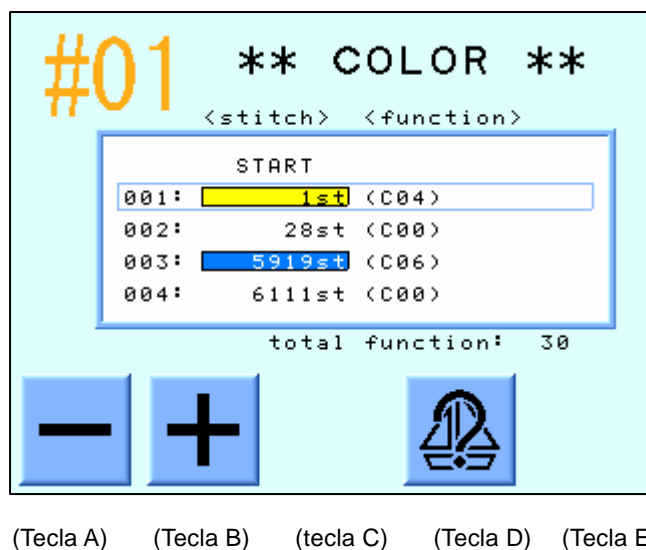 #01 ** COLOR **
<stitch> <function>
START
001: 1st (C04)
002: 28st (C00)
003: 5919st (C06)
004: 6111st (C00)
total function: 30
(Tecla A) (Tecla B) (tecla C) (Tecla D) (Tecla E